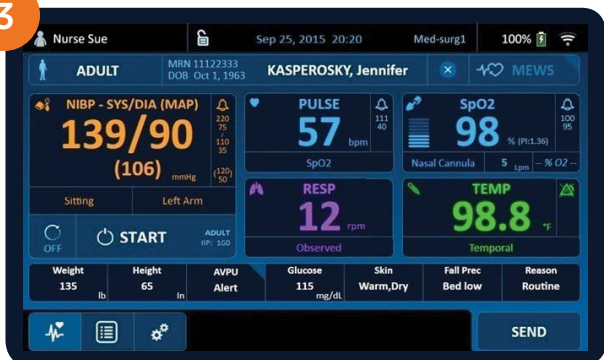 3
Nurse Sue
Sep 25, 2015 20:20
Med-surg1
100%
ADULT
MRN 11122333
DOB Oct 1, 1963
KASPEROSKY, Jennifer
MEWS
NIBP - SYS/DIA (MAP)
139/90
(106) mmHg
220
75
110
35
(120)
50
Sitting
Left Arm
OFF
START
ADULT
IIP: 160
PULSE
57 bpm
111
40
SpO2
SpO2
98 % (PI:1.36)
100
95
Nasal Cannula
5 Lpm
-- % O2 --
RESP
12 rpm
Observed
TEMP
98.8 °F
Temporal
Weight
135
lb
Height
65
In
AVPU
Alert
Glucose
115
mg/dL
Skin
Warm,Dry
Fall Prec
Bed low
Reason
Routine
SEND